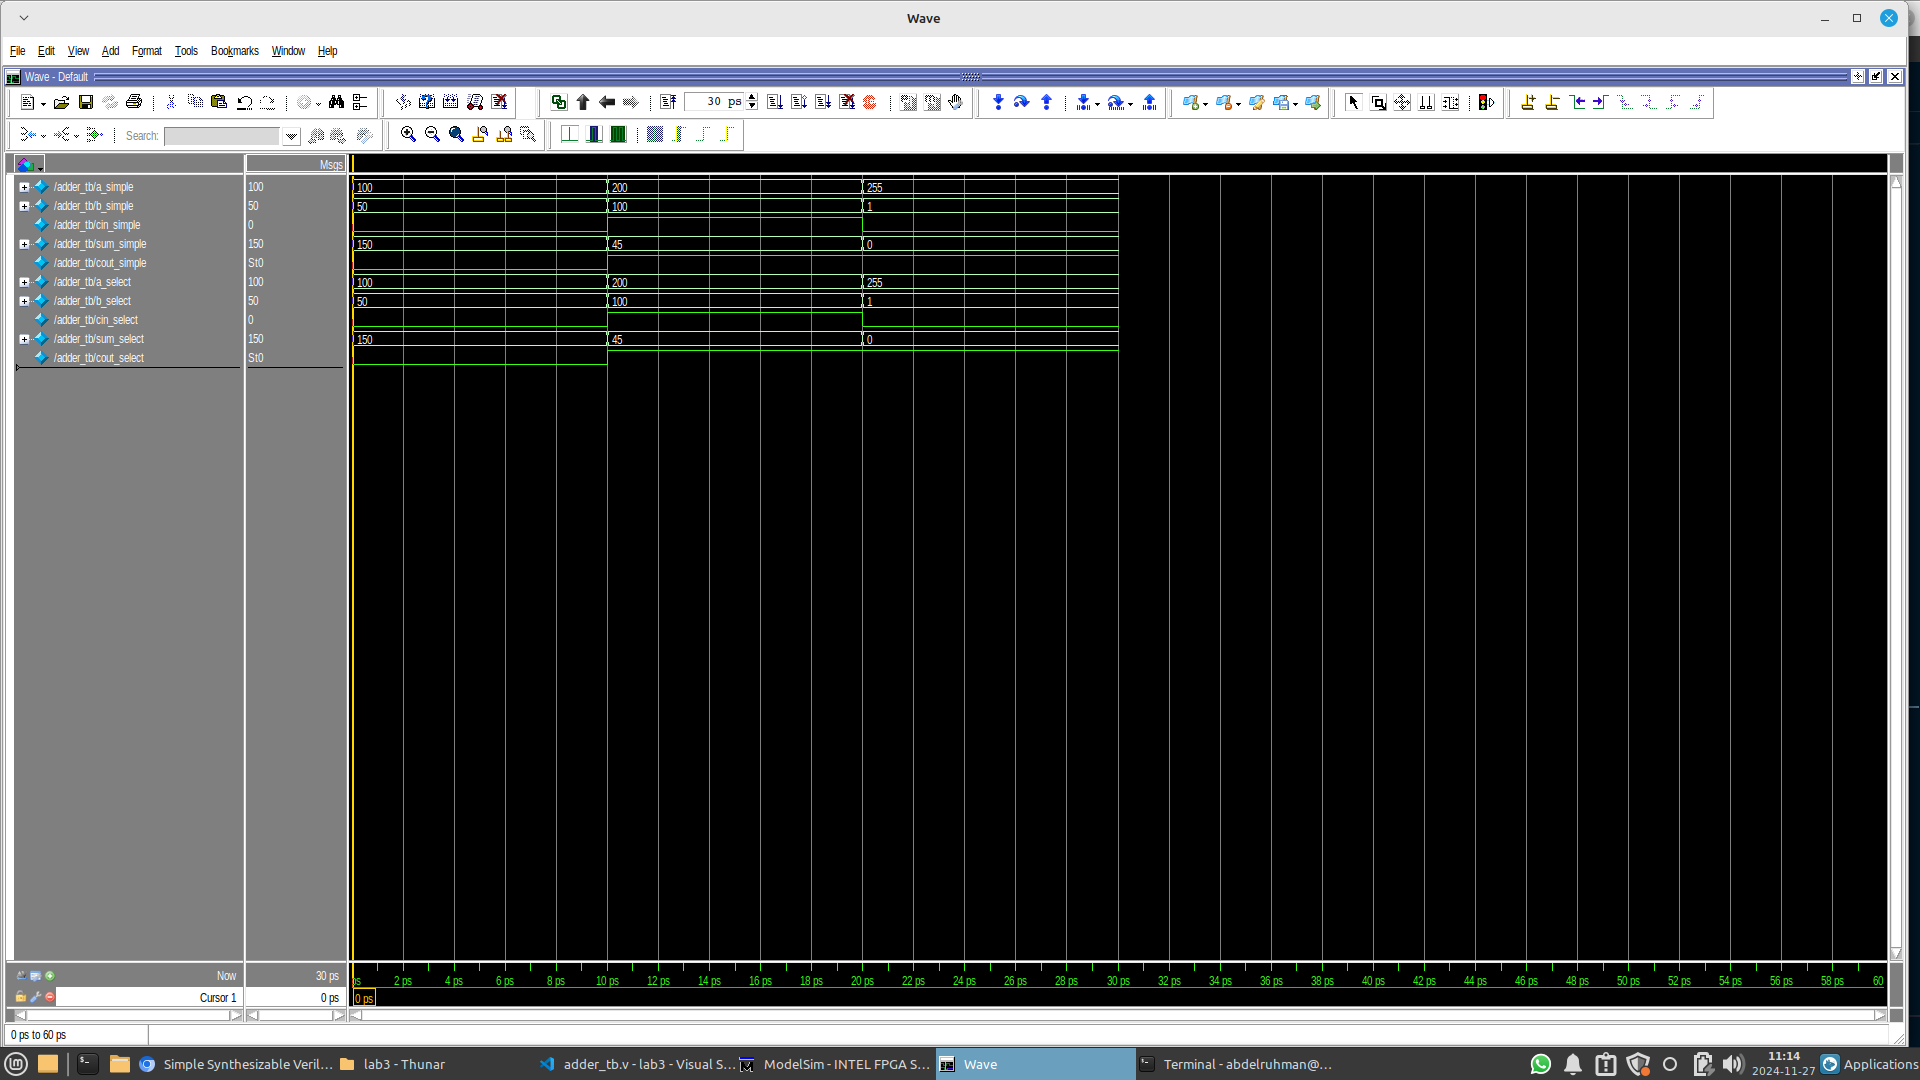 Wave
File Edit View Add Format Tools Bookmarks Window Help
Wave - Default
30 ps
Search:
Msgs
/adder_tb/a_simple 100 100 200 255
/adder_tb/b_simple 50 50 100 1
/adder_tb/cin_simple 0
/adder_tb/sum_simple 150 150 45 0
/adder_tb/cout_simple St0
/adder_tb/a_select 100 100 200 255
/adder_tb/b_select 50 50 100 1
/adder_tb/cin_select 0
/adder_tb/sum_select 150 150 45 0
/adder_tb/cout_select St0
Now 30 ps ps 2 ps 4 ps 6 ps 8 ps 10 ps 12 ps 14 ps 16 ps 18 ps 20 ps 22 ps 24 ps 26 ps 28 ps 30 ps 32 ps 34 ps 36 ps 38 ps 40 ps 42 ps 44 ps 46 ps 48 ps 50 ps 52 ps 54 ps 56 ps 58 ps 60
Cursor 1 0 ps 0 ps
0 ps to 60 ps
Simple Synthesizable Veril... lab3 - Thunar adder_tb.v - lab3 - Visual S... ModelSim - INTEL FPGA S... Wave Terminal - abdelruhman@... 11:14 Applications
2024-11-27